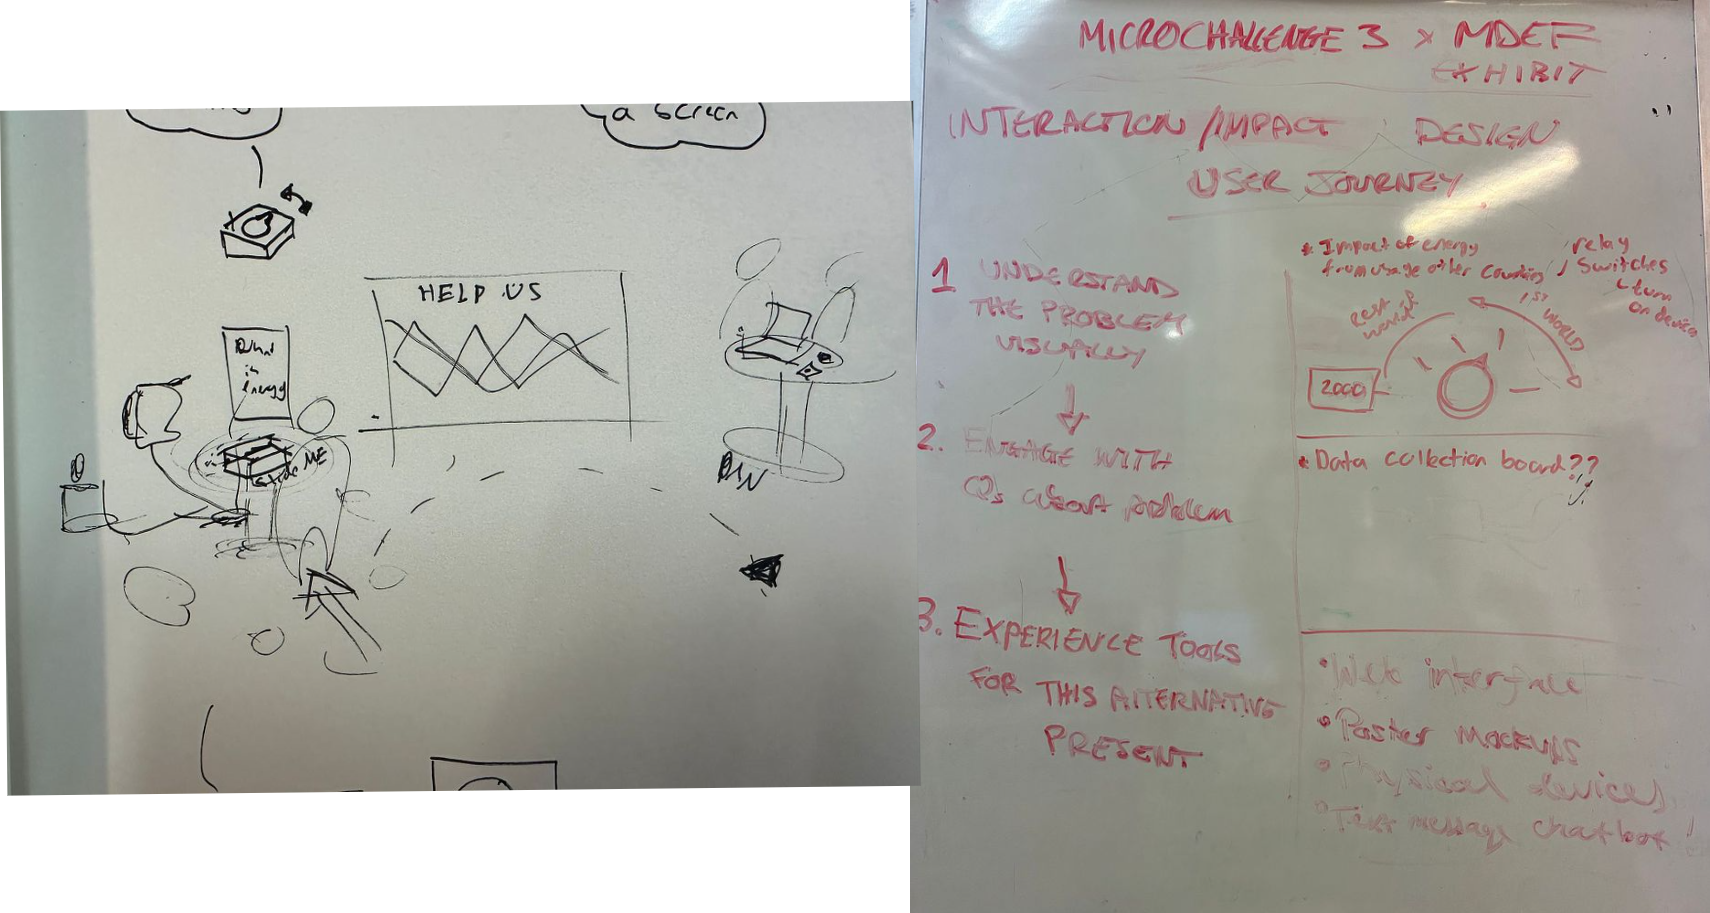 a screen
HELP US
in
energy
ME
MICROCHALLENGE 3 x MDEF
EXHIBIT
INTERACTION / IMPACT DESIGN
USER JOURNEY
1 UNDERSTAND
THE PROBLEM
VISUALLY
2. ENGAGE WITH
Qs about problem
3. EXPERIENCE TOOLS
FOR THIS ALTERNATIVE
PRESENT
* Impact of energy
from usage other countries
relay
switches
turn
on devices
rest of
world
1ST WORLD
2000
* Data collection board??
• Web interface
• Poster mockups
• Physical devices
• Text message chatbot